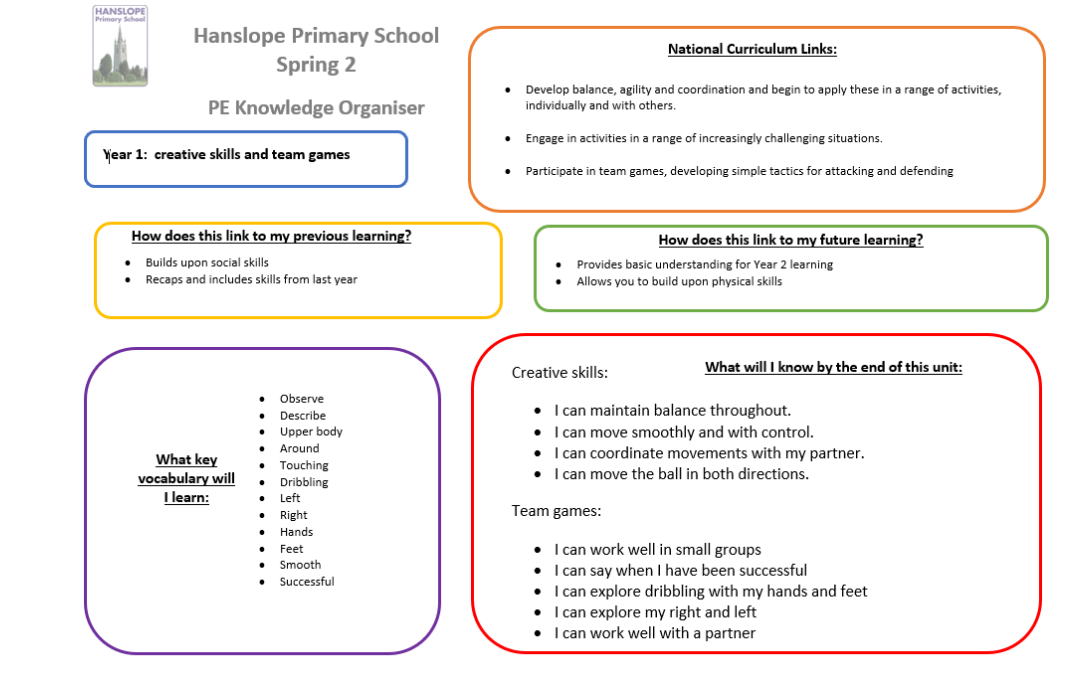 HANSLOPE
Primary School
Hanslope Primary School
Spring 2
PE Knowledge Organiser
Year 1: creative skills and team games
National Curriculum Links:
• Develop balance, agility and coordination and begin to apply these in a range of activities,
individually and with others.
• Engage in activities in a range of increasingly challenging situations.
• Participate in team games, developing simple tactics for attacking and defending
How does this link to my previous learning?
• Builds upon social skills
• Recaps and includes skills from last year
How does this link to my future learning?
• Provides basic understanding for Year 2 learning
• Allows you to build upon physical skills
What key
vocabulary will
I learn:
• Observe
• Describe
• Upper body
• Around
• Touching
• Dribbling
• Left
• Right
• Hands
• Feet
• Smooth
• Successful
What will I know by the end of this unit:
Creative skills:
• I can maintain balance throughout.
• I can move smoothly and with control.
• I can coordinate movements with my partner.
• I can move the ball in both directions.
Team games:
• I can work well in small groups
• I can say when I have been successful
• I can explore dribbling with my hands and feet
• I can explore my right and left
• I can work well with a partner